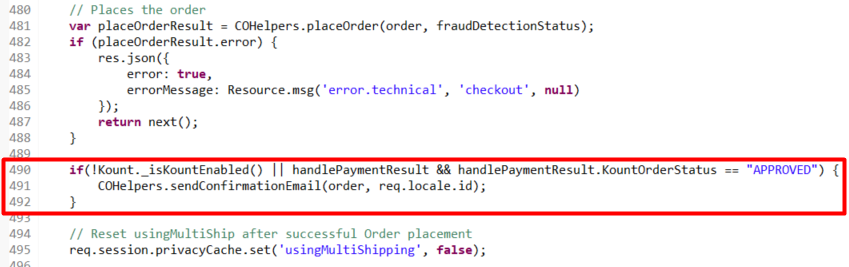 480 // Places the order
481 var placeOrderResult = COHelpers.placeOrder(order, fraudDetectionStatus);
482 if (placeOrderResult.error) {
483 res.json({
484 error: true,
485 errorMessage: Resource.msg('error.technical', 'checkout', null)
486 });
487 return next();
488 }
489
490 if(!Kount._isKountEnabled() || handlePaymentResult && handlePaymentResult.KountOrderStatus == "APPROVED") {
491 COHelpers.sendConfirmationEmail(order, req.locale.id);
492 }
493
494 // Reset usingMultiShip after successful Order placement
495 req.session.privacyCache.set('usingMultiShipping', false);
496